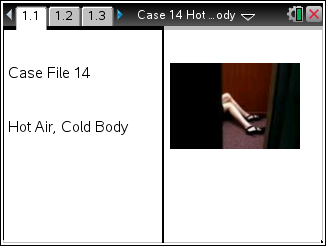 1.1 1.2 1.3 Case 14 Hot ...ody
Case File 14
Hot Air, Cold Body